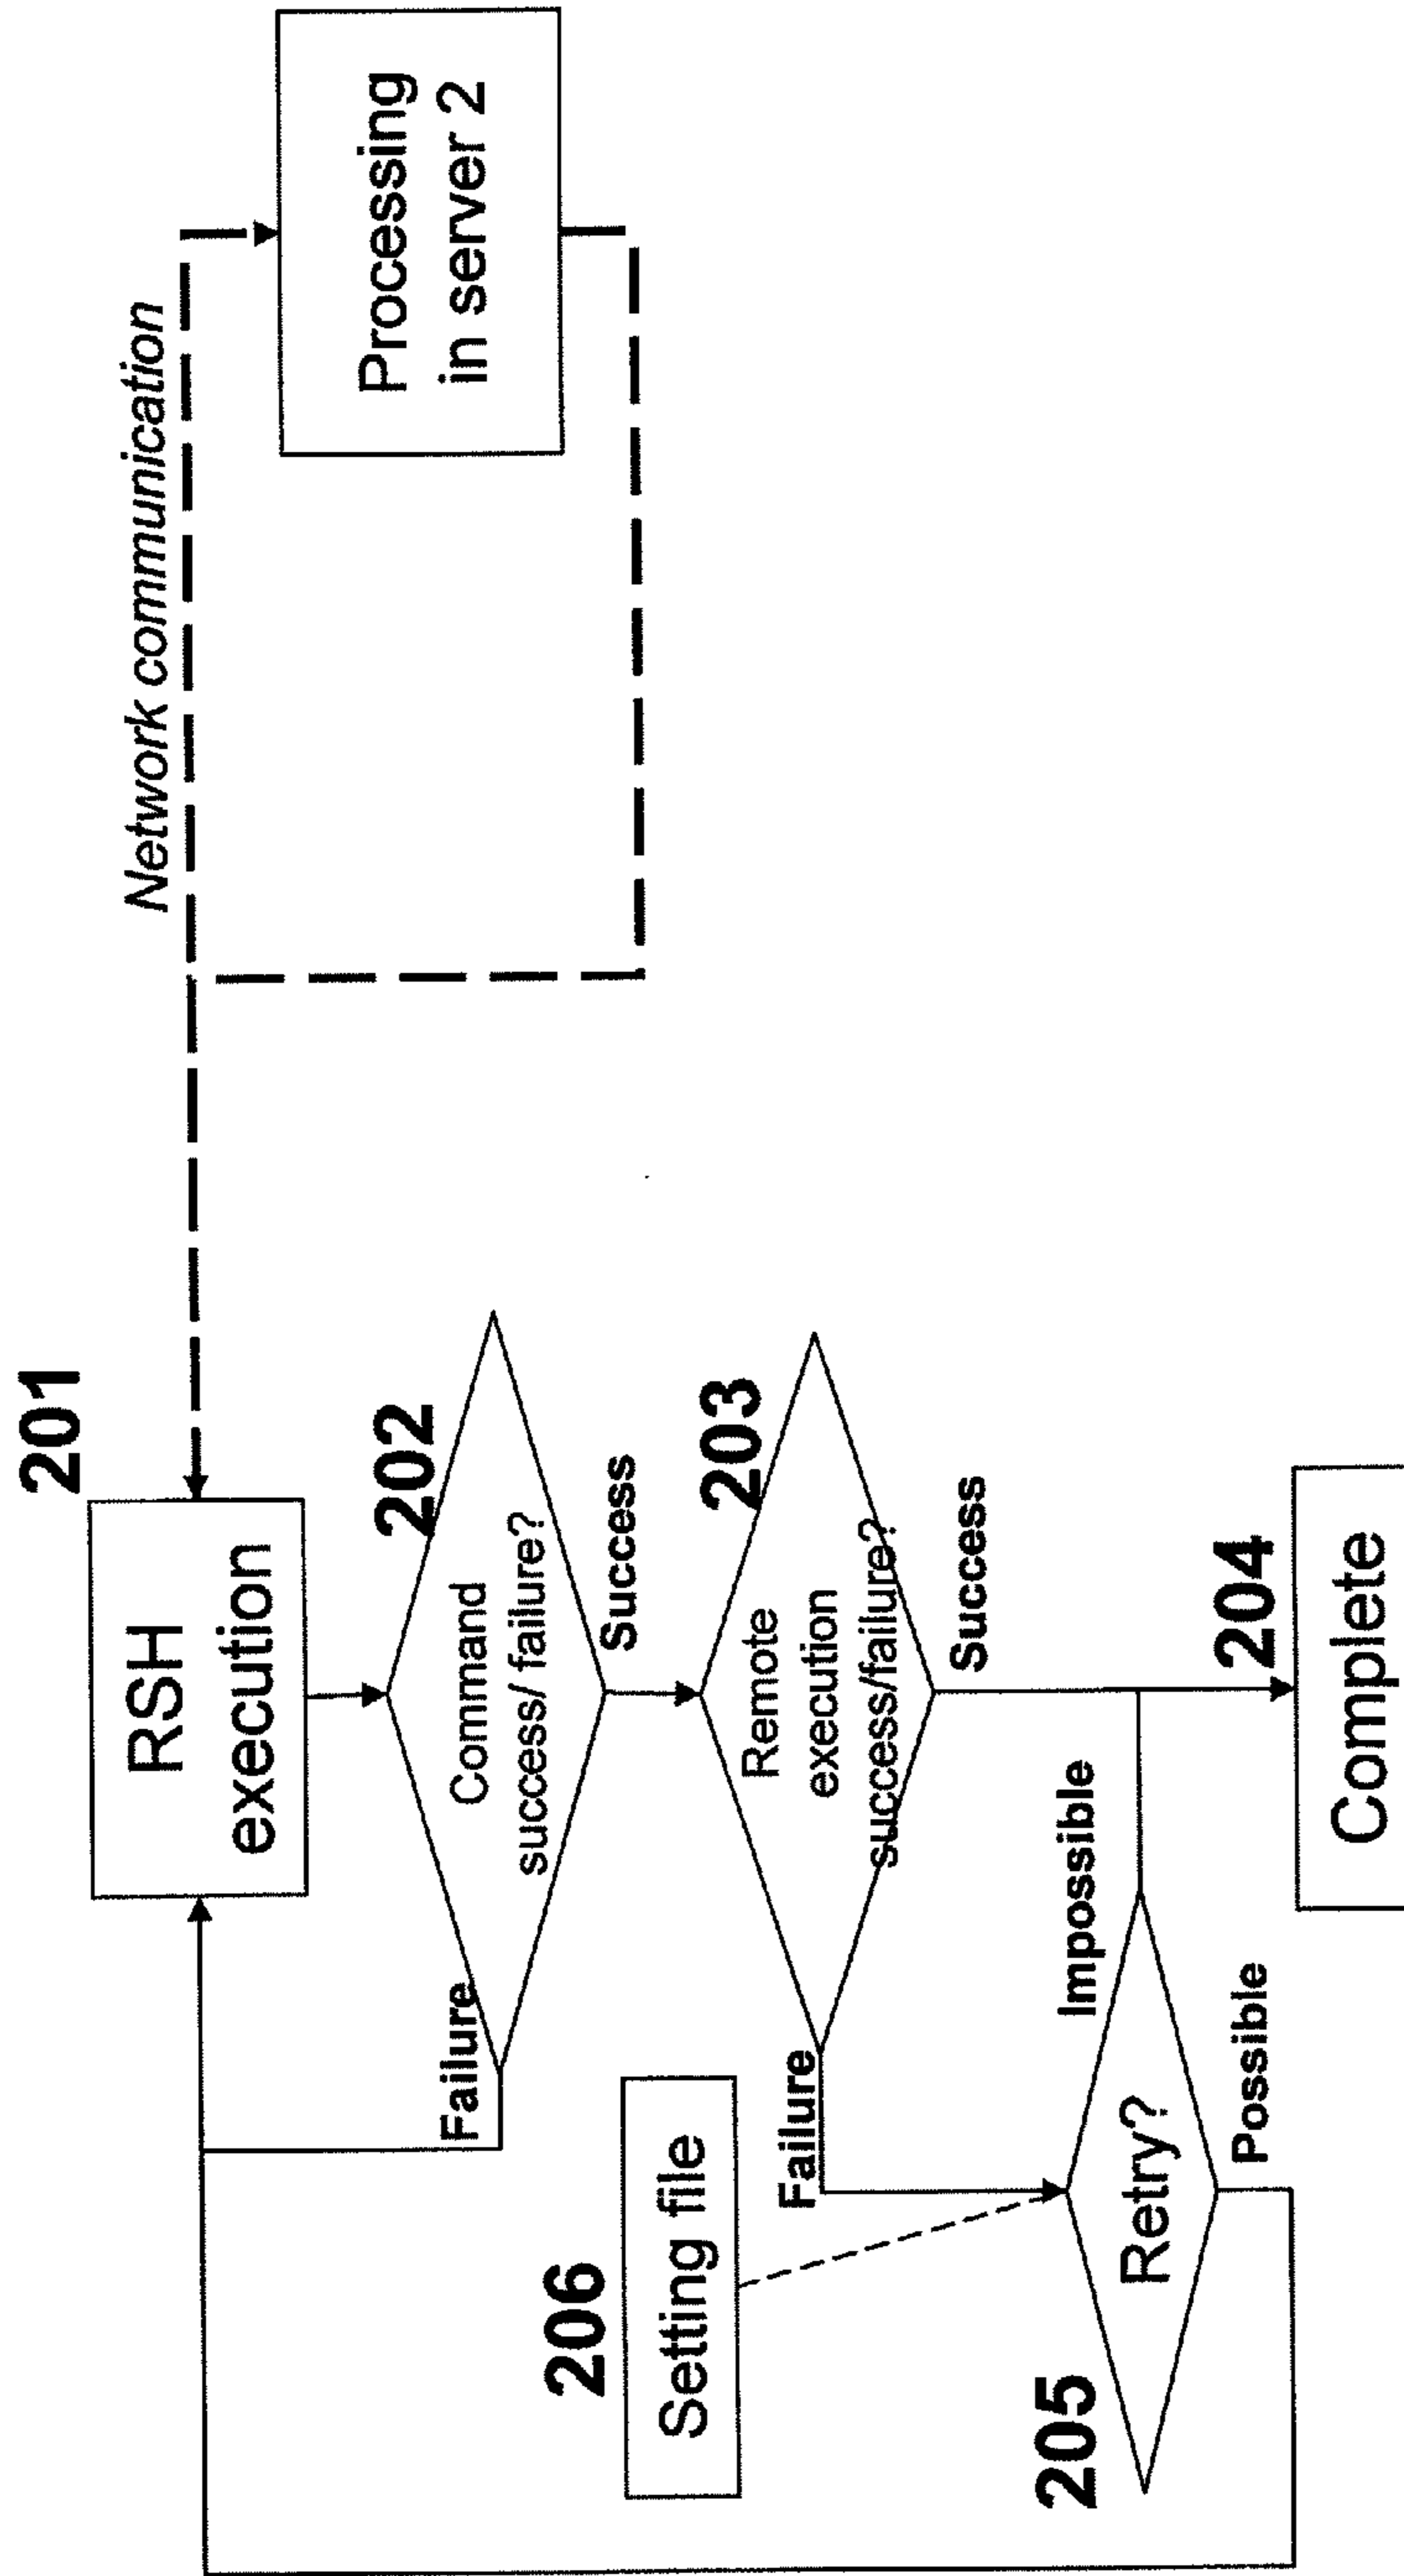 201
RSH
execution
Network communication
Processing
in server 2
202
Command
success/ failure?
Failure
Success
203
Remote
execution
success/failure?
Failure
Success
206
Setting file
205
Retry?
Impossible
Possible
204
Complete